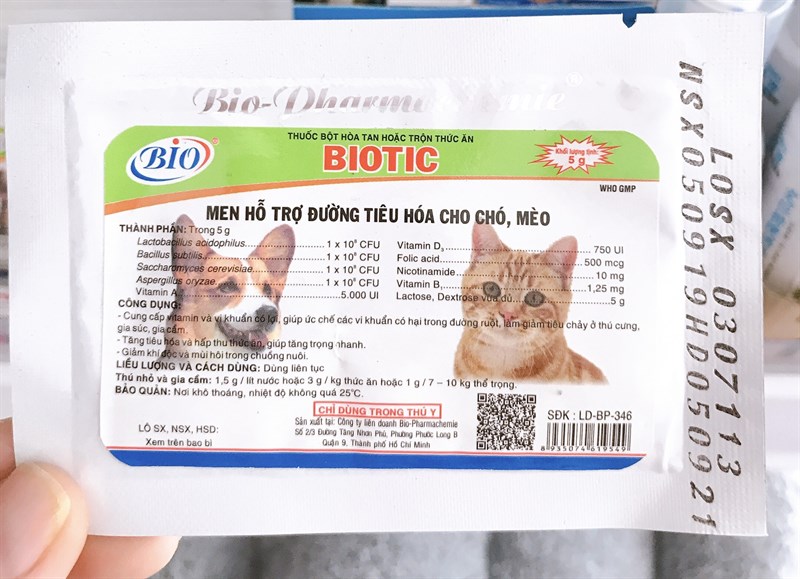 Bio-Pharmachemie®
BIO®
THUỐC BỘT HÒA TAN HOẶC TRỘN THỨC ĂN
BIOTIC
Khối lượng tịnh:
5 g
WHO GMP
MEN HỖ TRỢ ĐƯỜNG TIÊU HÓA CHO CHÓ, MÈO
THÀNH PHẦN: Trong 5 g
Lactobacillus acidophilus 1 x 10⁹ CFU
Bacillus subtilis 1 x 10⁹ CFU
Saccharomyces cerevisiae 1 x 10⁹ CFU
Aspergillus oryzae 1 x 10⁹ CFU
Vitamin A 5.000 UI
Vitamin D₃ 750 UI
Folic acid 500 mcg
Nicotinamide 10 mg
Vitamin B₁ 1,25 mg
Lactose, Dextrose vừa đủ 5 g
CÔNG DỤNG:
- Cung cấp vitamin và vi khuẩn có lợi, giúp ức chế các vi khuẩn có hại trong đường ruột, làm giảm tiêu chảy ở thú cưng,
gia súc, gia cầm.
- Tăng tiêu hóa và hấp thu thức ăn, giúp tăng trọng nhanh.
- Giảm khí độc và mùi hôi trong chuồng nuôi.
LIỀU LƯỢNG VÀ CÁCH DÙNG: Dùng liên tục
Thú nhỏ và gia cầm: 1,5 g / lít nước hoặc 3 g / kg thức ăn hoặc 1 g / 7 – 10 kg thể trọng.
BẢO QUẢN: Nơi khô thoáng, nhiệt độ không quá 25°C.
CHỈ DÙNG TRONG THÚ Y
LÔ SX, NSX, HSD:
Xem trên bao bì
Sản xuất tại: Công ty liên doanh Bio-Pharmachemie
Số 2/3 Đường Tăng Nhơn Phú, Phường Phước Long B
Quận 9, Thành phố Hồ Chí Minh
SĐK : LD-BP-346
8 935074 619549
LOSX 0307113
NSX050919HD050921